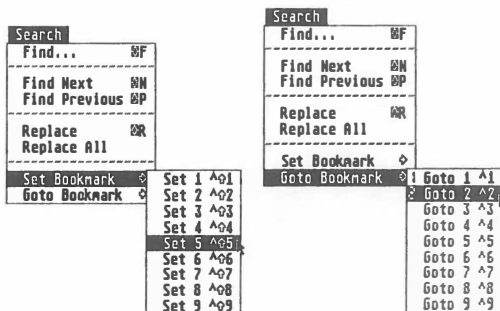 Search
Find... ⌘F
Find Next ⌘N
Find Previous ⌘P
Replace ⌘R
Replace All
Set Bookmark ◊
Goto Bookmark ◊
Set 1 ^⇧1
Set 2 ^⇧2
Set 3 ^⇧3
Set 4 ^⇧4
Set 5 ^⇧5
Set 6 ^⇧6
Set 7 ^⇧7
Set 8 ^⇧8
Set 9 ^⇧9
Search
Find... ⌘F
Find Next ⌘N
Find Previous ⌘P
Replace ⌘R
Replace All
Set Bookmark ◊
Goto Bookmark ◊
Goto 1 ^1
Goto 2 ^2
Goto 3 ^3
Goto 4 ^4
Goto 5 ^5
Goto 6 ^6
Goto 7 ^7
Goto 8 ^8
Goto 9 ^9